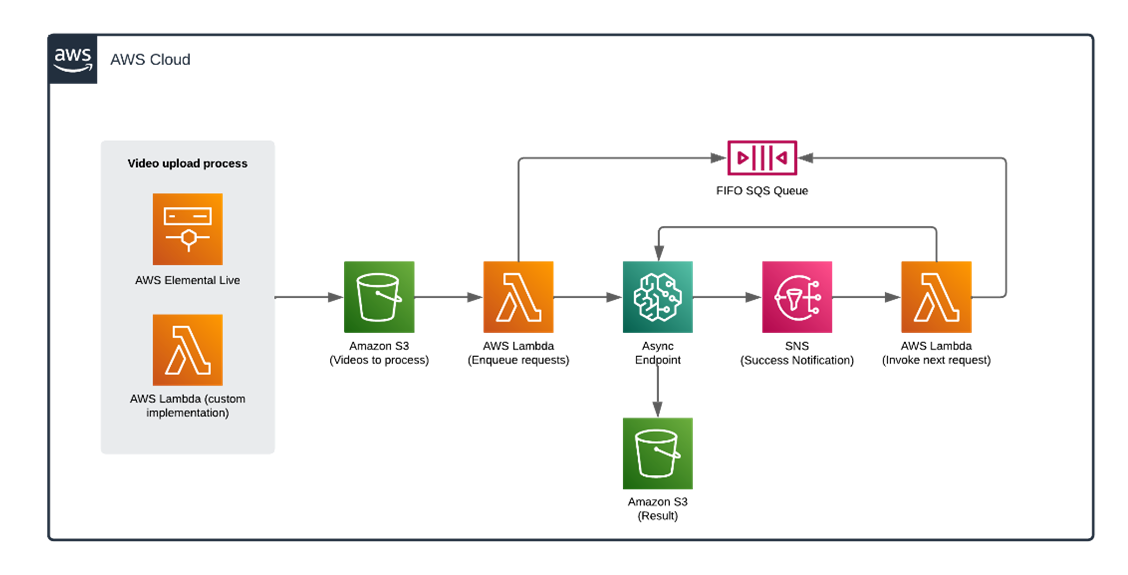 aws
AWS Cloud
Video upload process
AWS Elemental Live
AWS Lambda (custom
implementation)
Amazon S3
(Videos to process)
AWS Lambda
(Enqueue requests)
FIFO SQS Queue
Async
Endpoint
SNS
(Success Notification)
AWS Lambda
(Invoke next request)
Amazon S3
(Result)